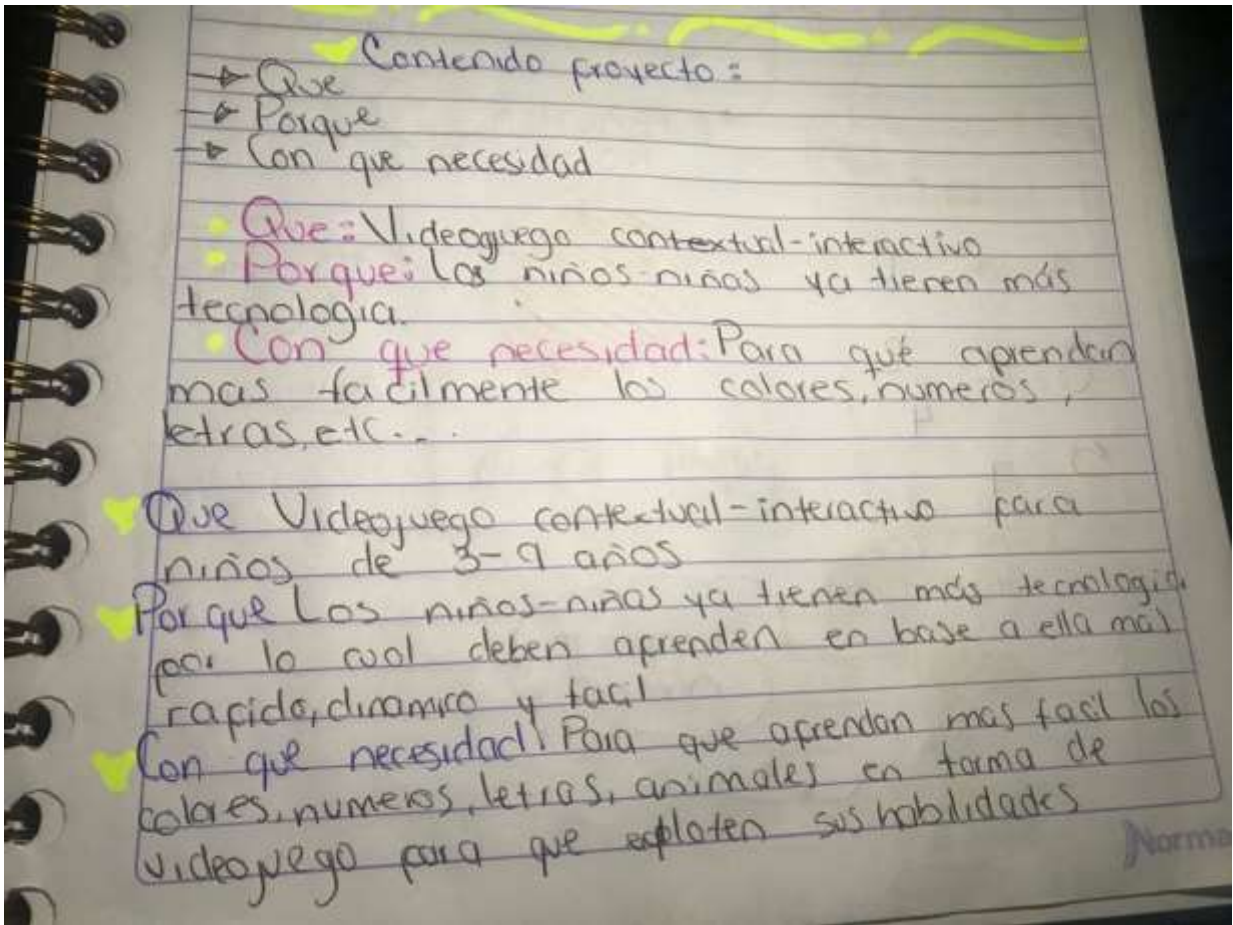 Contenido proyecto:
Que
Porque
Con que necesidad
Que: Videoguego contextual-interactivo
Porque: Los niños-niñas ya tienen más
tecnologia.
Con que necesidad: Para qué aprendan
mas facilmente los colores, numeros,
letras, etc...
Que Videojuego contextual-interactivo para
niños de 3-9 años
Por que Los niños-niñas ya tienen más tecnologia.
por lo cual deben aprenden en base a ella mas
rapido, dinamico y facil
Con que necesidad: Para que aprendan mas facil los
colores, numeros, letras, animales en forma de
videojuego para que exploten sus habilidades
Norma